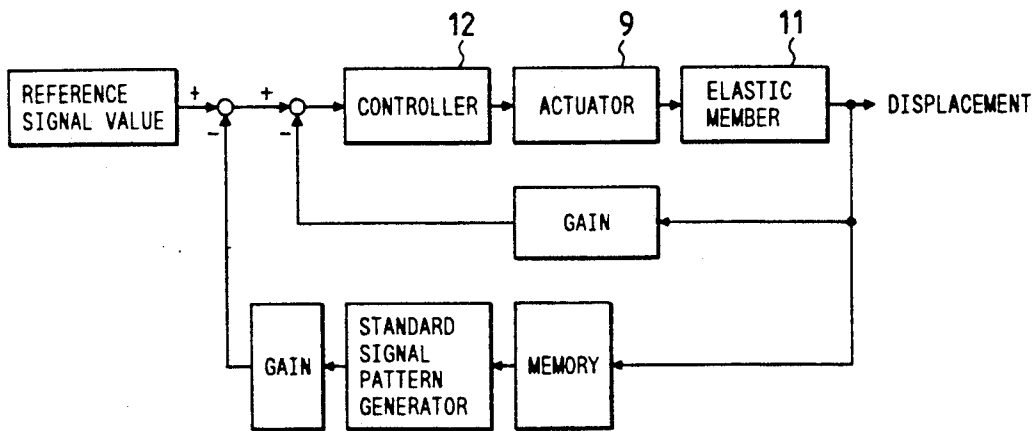 12
9
11
REFERENCE
SIGNAL VALUE
+
-
+
-
CONTROLLER
ACTUATOR
ELASTIC
MEMBER
DISPLACEMENT
GAIN
GAIN
STANDARD
SIGNAL
PATTERN
GENERATOR
MEMORY